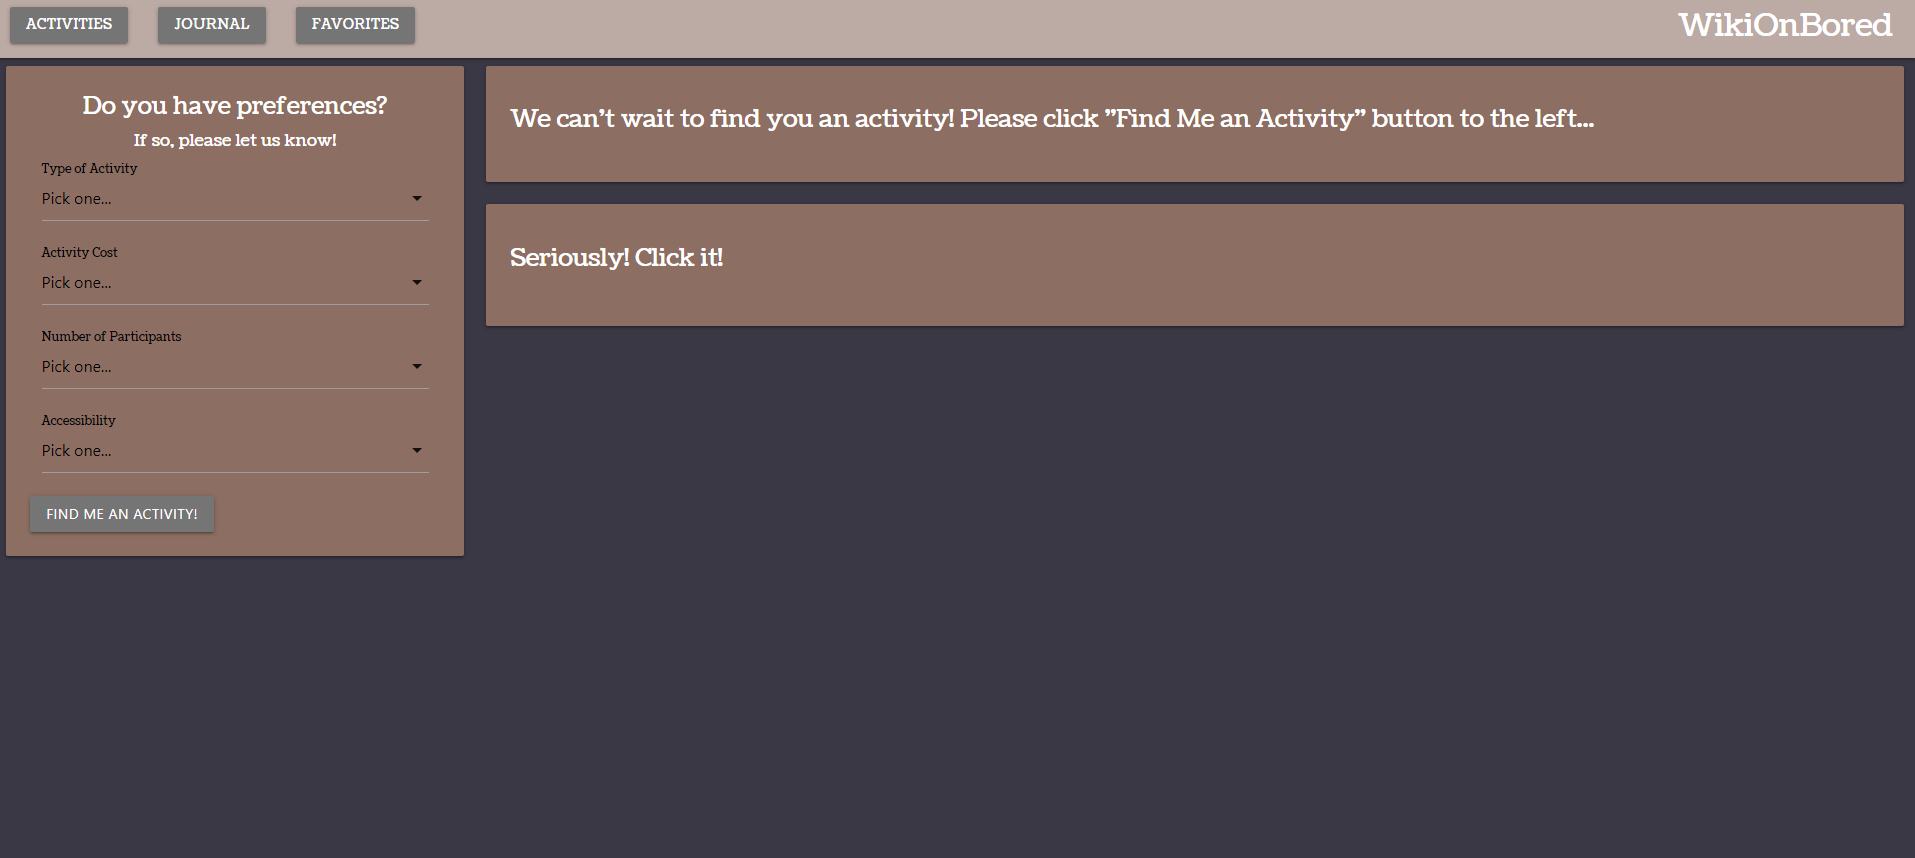 ACTIVITIES JOURNAL FAVORITES WikiOnBored
Do you have preferences?
If so, please let us know!
Type of Activity
Pick one...
Activity Cost
Pick one...
Number of Participants
Pick one...
Accessibility
Pick one...
FIND ME AN ACTIVITY!
We can’t wait to find you an activity! Please click ”Find Me an Activity” button to the left...
Seriously! Click it!